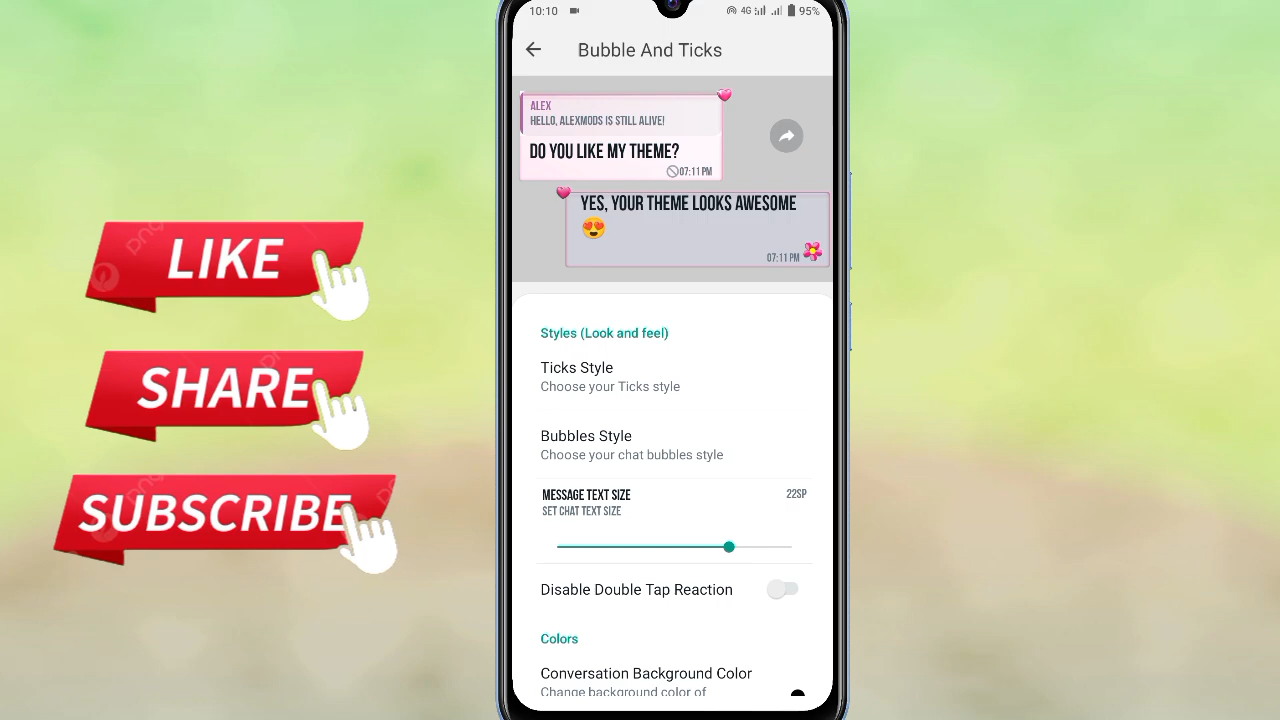 10:10
4G
95%
Bubble And Ticks
ALEX
HELLO, ALEXMODS IS STILL ALIVE!
DO YOU LIKE MY THEME?
07:11 PM
YES, YOUR THEME LOOKS AWESOME
😍
07:11 PM
LIKE
SHARE
SUBSCRIBE
Styles (Look and feel)
Ticks Style
Choose your Ticks style
Bubbles Style
Choose your chat bubbles style
MESSAGE TEXT SIZE
22SP
SET CHAT TEXT SIZE
Disable Double Tap Reaction
Colors
Conversation Background Color
Change background color of